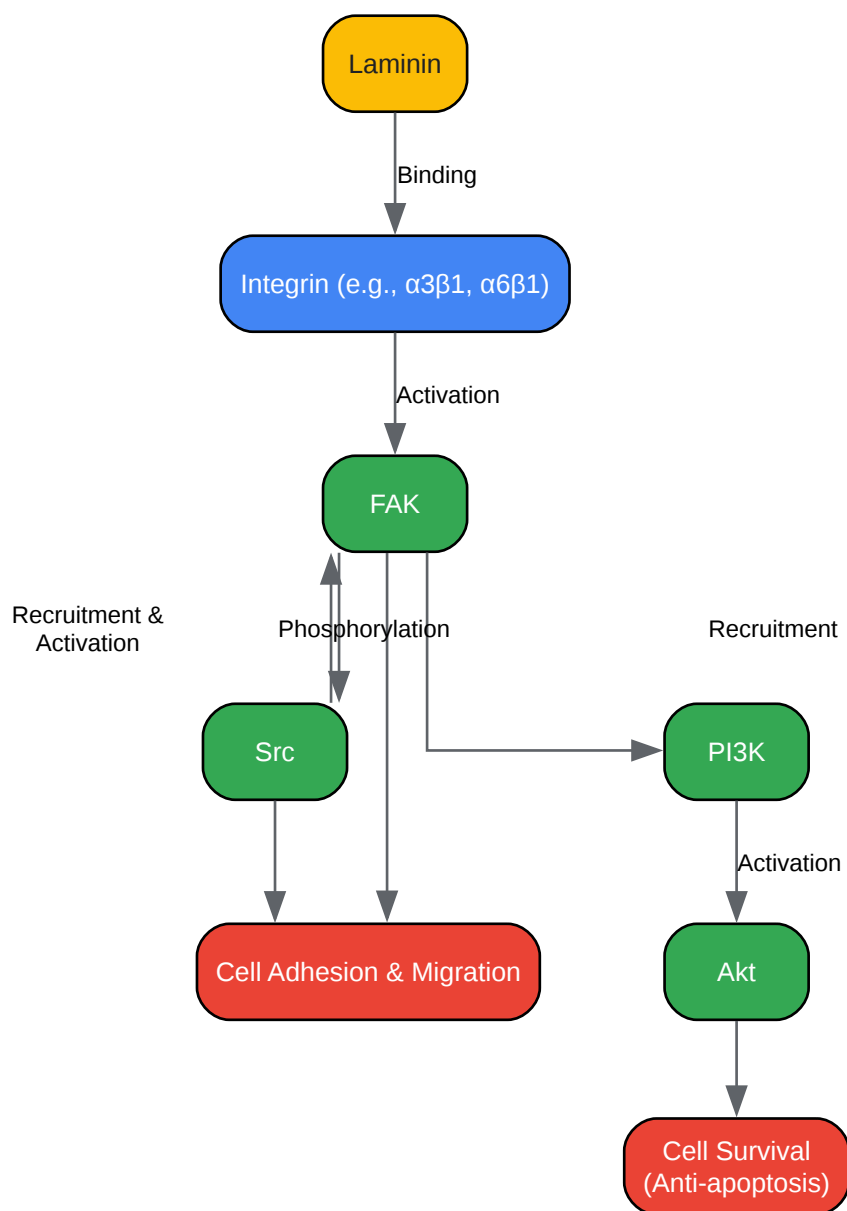 Laminin
Binding
Integrin (e.g., α3β1, α6β1)
Activation
FAK
Recruitment &
Activation
Phosphorylation
Recruitment
Src
PI3K
Activation
Cell Adhesion & Migration
Akt
Cell Survival
(Anti-apoptosis)